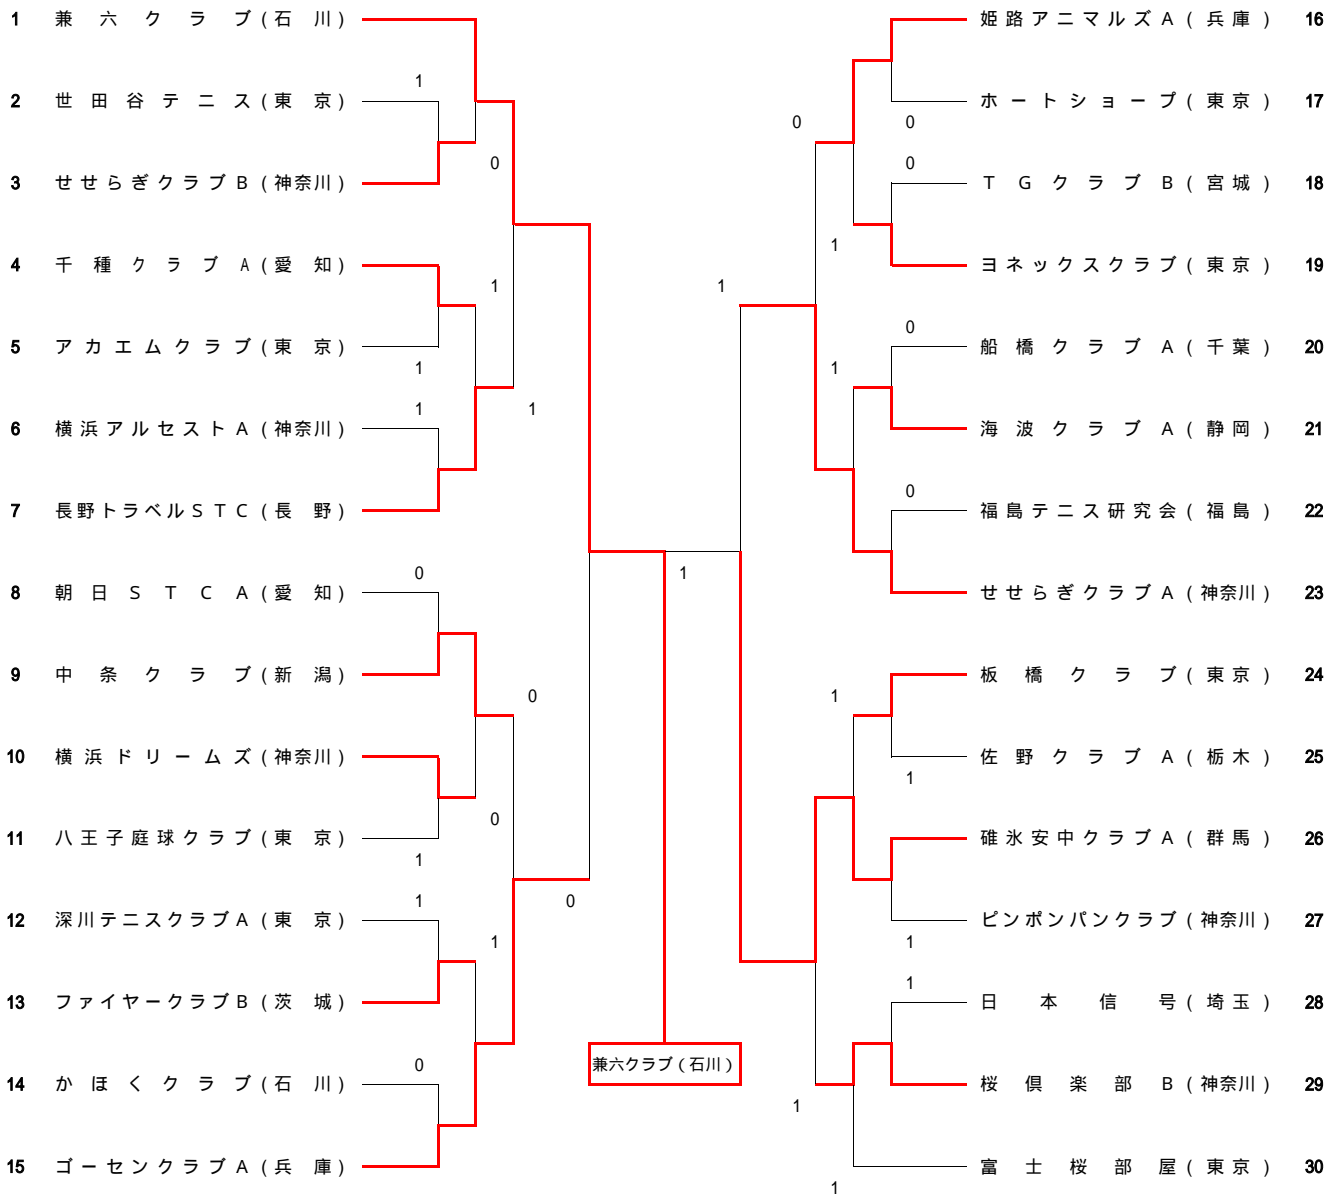 1 兼六クラブ(石川)
1
2 世田谷テニス(東京)
0
3 せせらぎクラブB(神奈川)
4 千種クラブA(愛知)
1
5 アカエムクラブ(東京)
1
1
1
6 横浜アルセストA(神奈川)
7 長野トラベルSTC(長野)
0
8 朝日STCA(愛知)
9 中条クラブ(新潟)
0
10 横浜ドリームズ(神奈川)
0
11 八王子庭球クラブ(東京)
1
1
0
12 深川テニスクラブA(東京)
1
13 ファイヤークラブB(茨城)
0
14 かほくクラブ(石川)
15 ゴーセンクラブA(兵庫)
1
1
兼六クラブ(石川)
姫路アニマルズA(兵庫) 16
ホートショープ(東京) 17
0
0
0
TGクラブB(宮城) 18
1
ヨネックスクラブ(東京) 19
0
船橋クラブA(千葉) 20
1
海波クラブA(静岡) 21
0
福島テニス研究会(福島) 22
せせらぎクラブA(神奈川) 23
板橋クラブ(東京) 24
1
佐野クラブA(栃木) 25
1
碓氷安中クラブA(群馬) 26
ピンポンパンクラブ(神奈川) 27
1
1
日本信号(埼玉) 28
桜倶楽部B(神奈川) 29
1
富士桜部屋(東京) 30
1